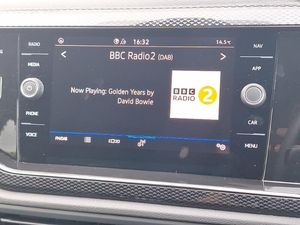 RADIO
16:32
14.5°C
NAV
BBC Radio2 (DAB)
MEDIA
APP
Now Playing: Golden Years by
David Bowie
BBC
RADIO 2
PHONE
CAR
VOICE
MENU